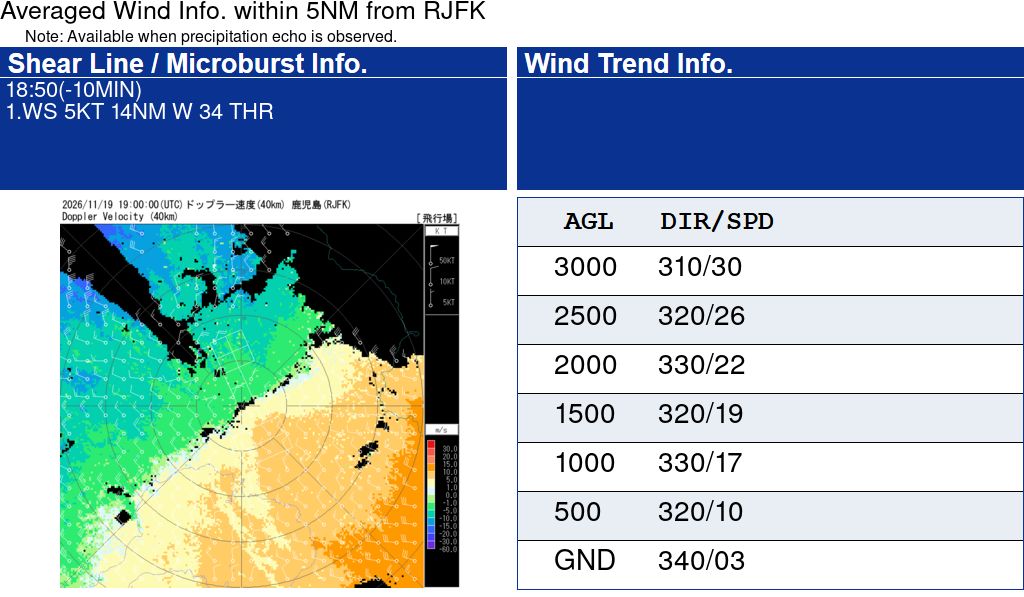 Averaged Wind Info. within 5NM from RJFK
Note: Available when precipitation echo is observed.
Shear Line / Microburst Info.
18:50(-10MIN)
1.WS 5KT 14NM W 34 THR
Wind Trend Info.
2026/11/19 19:00:00(UTC) ドップラー速度(40km) 鹿児島(RJFK)
Doppler Velocity (40km)
[飛行場]
KT
50KT
10KT
5KT
m/s
30.0
20.0
15.0
10.0
5.0
1.0
0.0
-1.0
-5.0
-10.0
-15.0
-20.0
-30.0
-60.0
AGL DIR/SPD
3000 310/30
2500 320/26
2000 330/22
1500 320/19
1000 330/17
500 320/10
GND 340/03